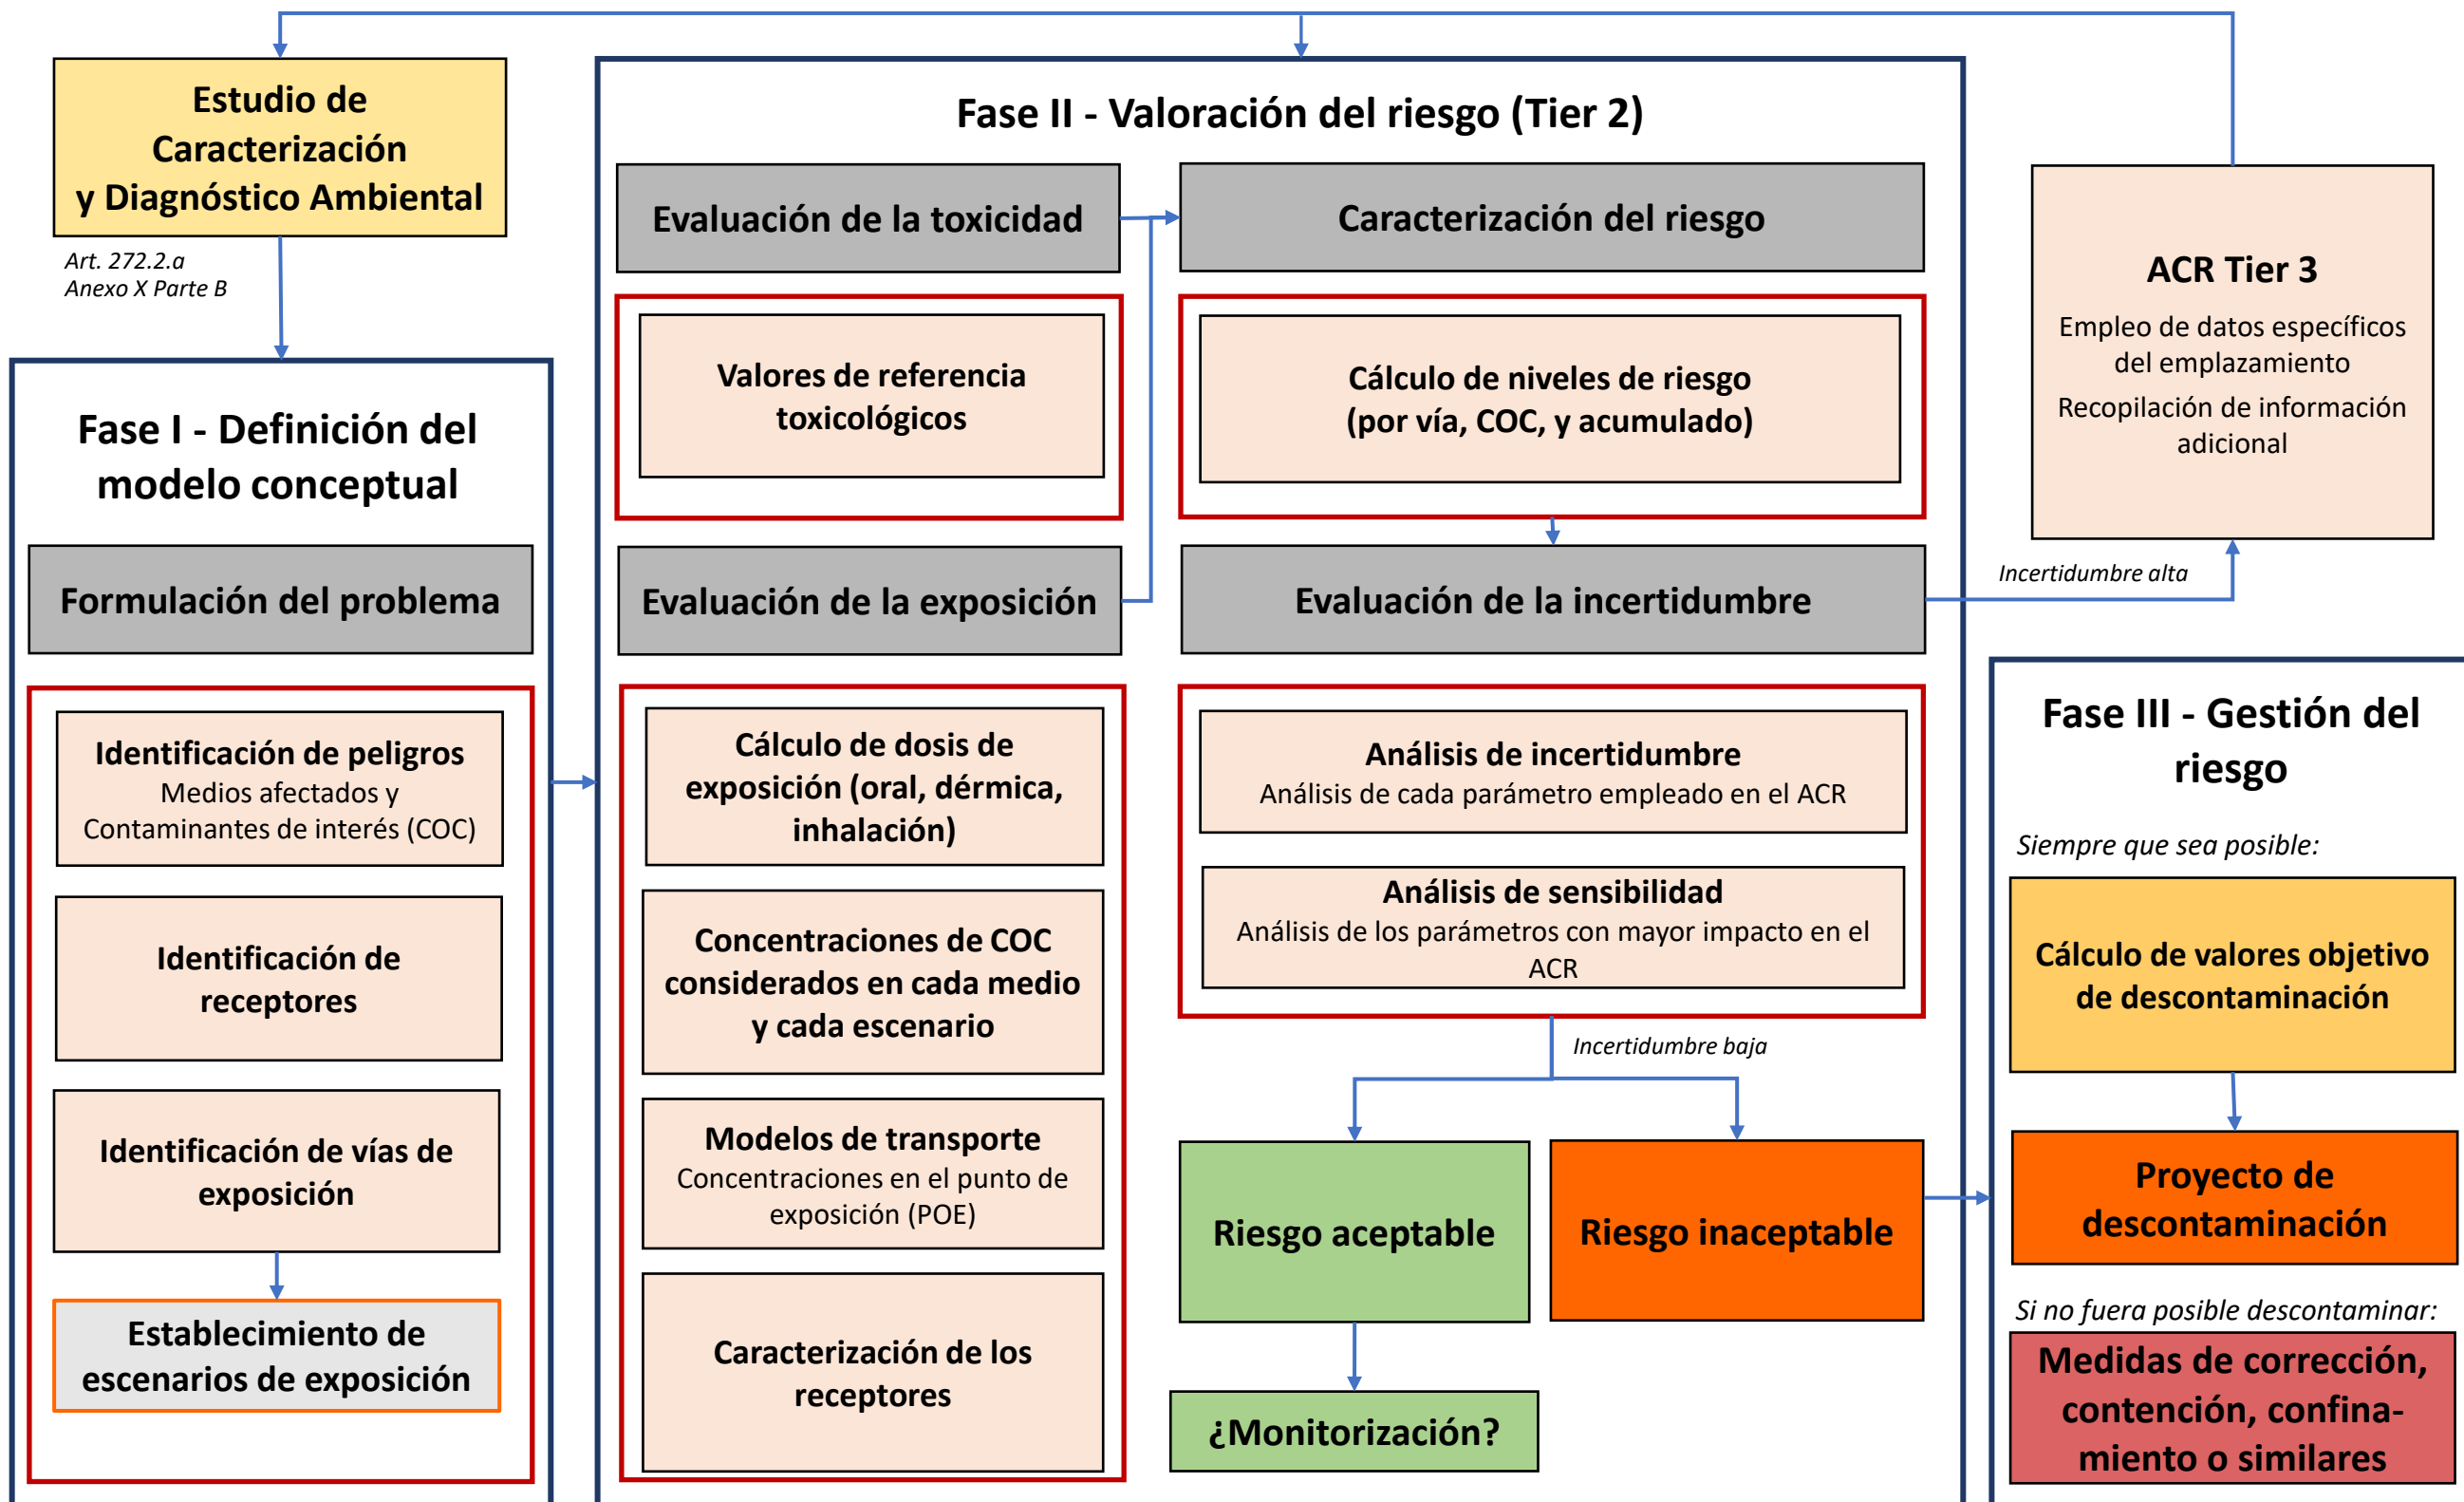 Estudio de
Caracterización
y Diagnóstico Ambiental
Art. 272.2.a
Anexo X Parte B
Fase I - Definición del
modelo conceptual
Formulación del problema
Identificación de peligros
Medios afectados y
Contaminantes de interés (COC)
Identificación de
receptores
Identificación de vías de
exposición
Establecimiento de
escenarios de exposición
Fase II - Valoración del riesgo (Tier 2)
Evaluación de la toxicidad
Valores de referencia
toxicológicos
Evaluación de la exposición
Cálculo de dosis de
exposición (oral, dérmica,
inhalación)
Concentraciones de COC
considerados en cada medio
y cada escenario
Modelos de transporte
Concentraciones en el punto de
exposición (POE)
Caracterización de los
receptores
Caracterización del riesgo
Cálculo de niveles de riesgo
(por vía, COC, y acumulado)
Evaluación de la incertidumbre
Análisis de incertidumbre
Análisis de cada parámetro empleado en el ACR
Análisis de sensibilidad
Análisis de los parámetros con mayor impacto en el
ACR
Incertidumbre baja
Riesgo aceptable
Riesgo inaceptable
¿Monitorización?
ACR Tier 3
Empleo de datos específicos
del emplazamiento
Recopilación de información
adicional
Incertidumbre alta
Fase III - Gestión del
riesgo
Siempre que sea posible:
Cálculo de valores objetivo
de descontaminación
Proyecto de
descontaminación
Si no fuera posible descontaminar:
Medidas de corrección,
contención, confina-
miento o similares